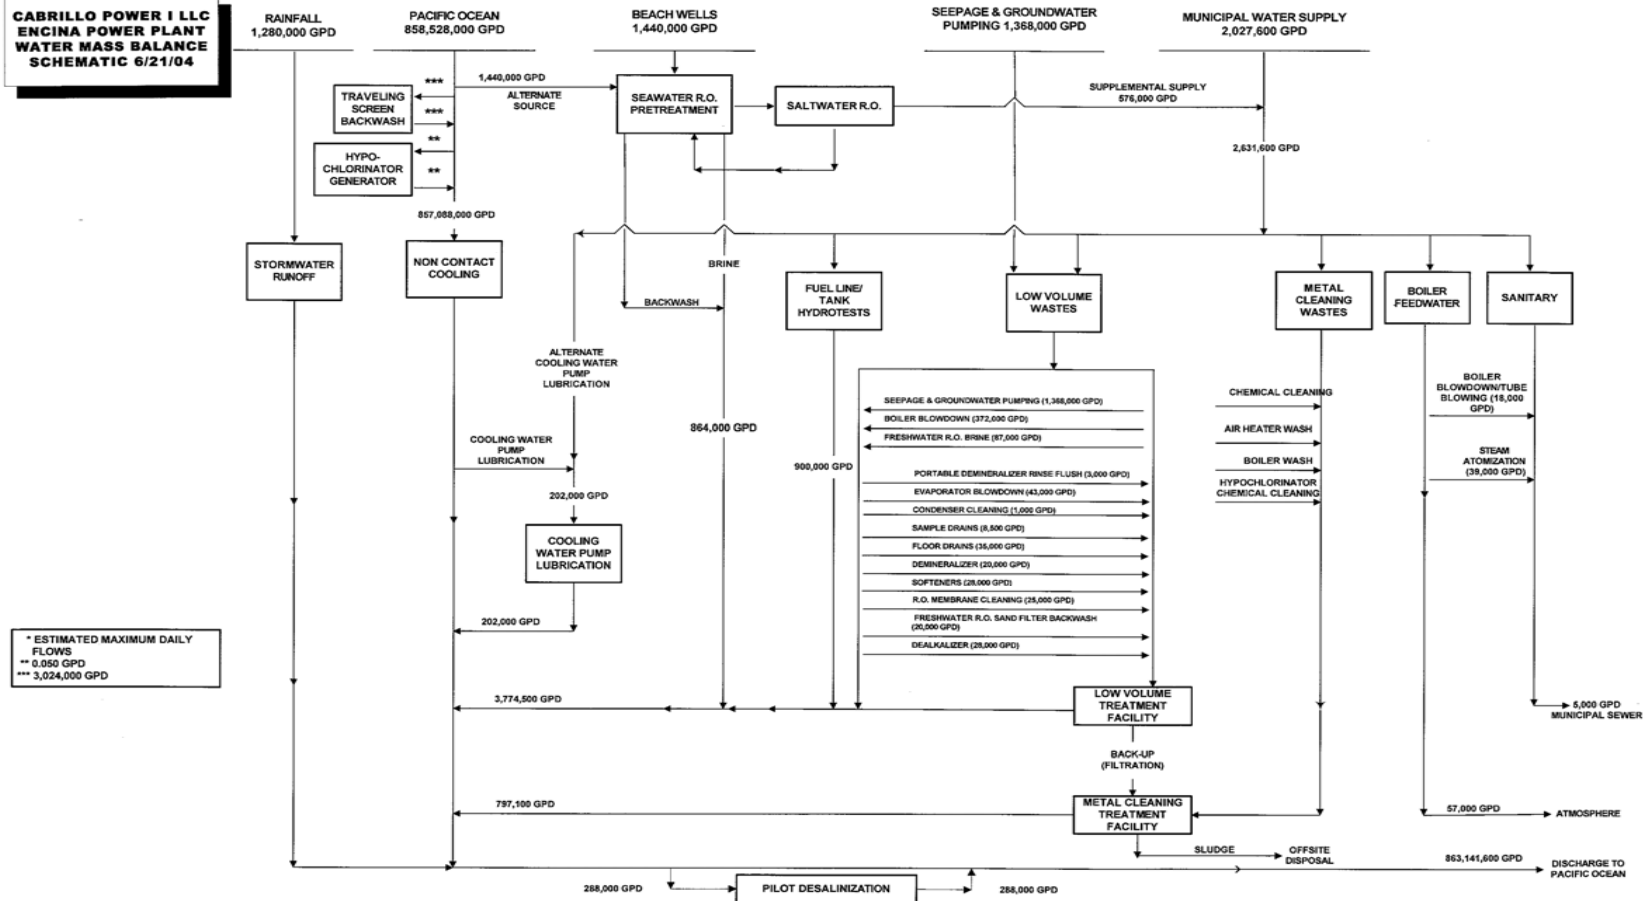 CABRILLO POWER I LLC
ENCINA POWER PLANT
WATER MASS BALANCE
SCHEMATIC 6/21/04
RAINFALL
1,280,000 GPD
PACIFIC OCEAN
858,528,000 GPD
BEACH WELLS
1,440,000 GPD
SEEPAGE & GROUNDWATER
PUMPING 1,368,000 GPD
MUNICIPAL WATER SUPPLY
2,027,600 GPD
***
TRAVELING
SCREEN
BACKWASH
***
**
HYPO-
CHLORINATOR
GENERATOR
**
1,440,000 GPD
ALTERNATE
SOURCE
SEAWATER R.O.
PRETREATMENT
SALTWATER R.O.
SUPPLEMENTAL SUPPLY
576,000 GPD
2,631,600 GPD
857,088,000 GPD
STORMWATER
RUNOFF
NON CONTACT
COOLING
BRINE
BACKWASH
FUEL LINE/
TANK
HYDROTESTS
LOW VOLUME
WASTES
METAL
CLEANING
WASTES
BOILER
FEEDWATER
SANITARY
ALTERNATE
COOLING WATER
PUMP
LUBRICATION
COOLING WATER
PUMP
LUBRICATION
864,000 GPD
900,000 GPD
202,000 GPD
COOLING
WATER PUMP
LUBRICATION
202,000 GPD
SEEPAGE & GROUNDWATER PUMPING (1,368,000 GPD)
BOILER BLOWDOWN (372,000 GPD)
FRESHWATER R.O. BRINE (87,000 GPD)
PORTABLE DEMINERALIZER RINSE FLUSH (3,000 GPD)
EVAPORATOR BLOWDOWN (43,000 GPD)
CONDENSER CLEANING (1,000 GPD)
SAMPLE DRAINS (8,500 GPD)
FLOOR DRAINS (35,000 GPD)
DEMINERALIZER (20,000 GPD)
SOFTENERS (28,000 GPD)
R.O. MEMBRANE CLEANING (25,000 GPD)
FRESHWATER R.O. SAND FILTER BACKWASH
(20,000 GPD)
DEALKALIZER (28,000 GPD)
CHEMICAL CLEANING
AIR HEATER WASH
BOILER WASH
HYPOCHLORINATOR
CHEMICAL CLEANING
BOILER
BLOWDOWN/TUBE
BLOWING (18,000
GPD)
STEAM
ATOMIZATION
(39,000 GPD)
* ESTIMATED MAXIMUM DAILY
FLOWS
** 0.050 GPD
*** 3,024,000 GPD
3,774,500 GPD
LOW VOLUME
TREATMENT
FACILITY
5,000 GPD
MUNICIPAL SEWER
BACK-UP
(FILTRATION)
797,100 GPD
METAL CLEANING
TREATMENT
FACILITY
57,000 GPD
ATMOSPHERE
SLUDGE
OFFSITE
DISPOSAL
863,141,600 GPD
DISCHARGE TO
PACIFIC OCEAN
288,000 GPD
PILOT DESALINIZATION
288,000 GPD